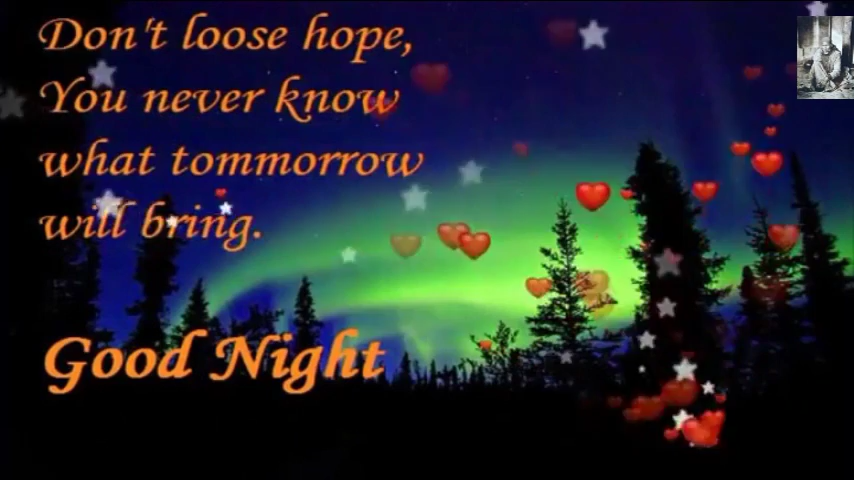 Don't loose hope,
You never know
what tommorrow
will bring.
Good Night